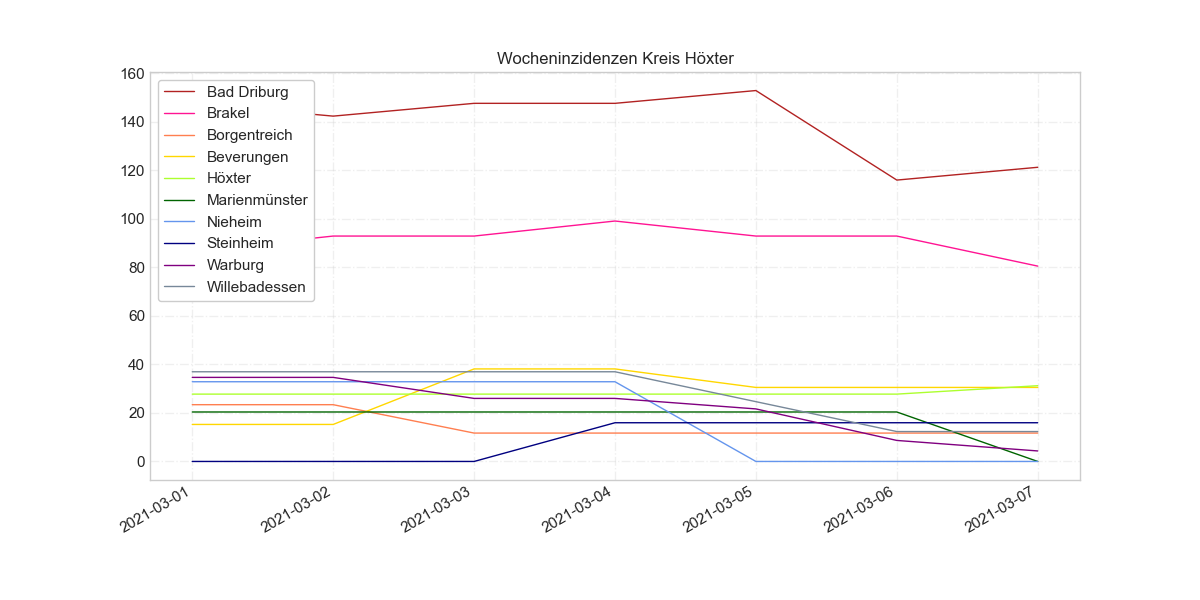 Wocheninzidenzen Kreis Höxter
160
140
120
100
80
60
40
20
0
Bad Driburg
Brakel
Borgentreich
Beverungen
Höxter
Marienmünster
Nieheim
Steinheim
Warburg
Willebadessen
2021-03-01
2021-03-02
2021-03-03
2021-03-04
2021-03-05
2021-03-06
2021-03-07